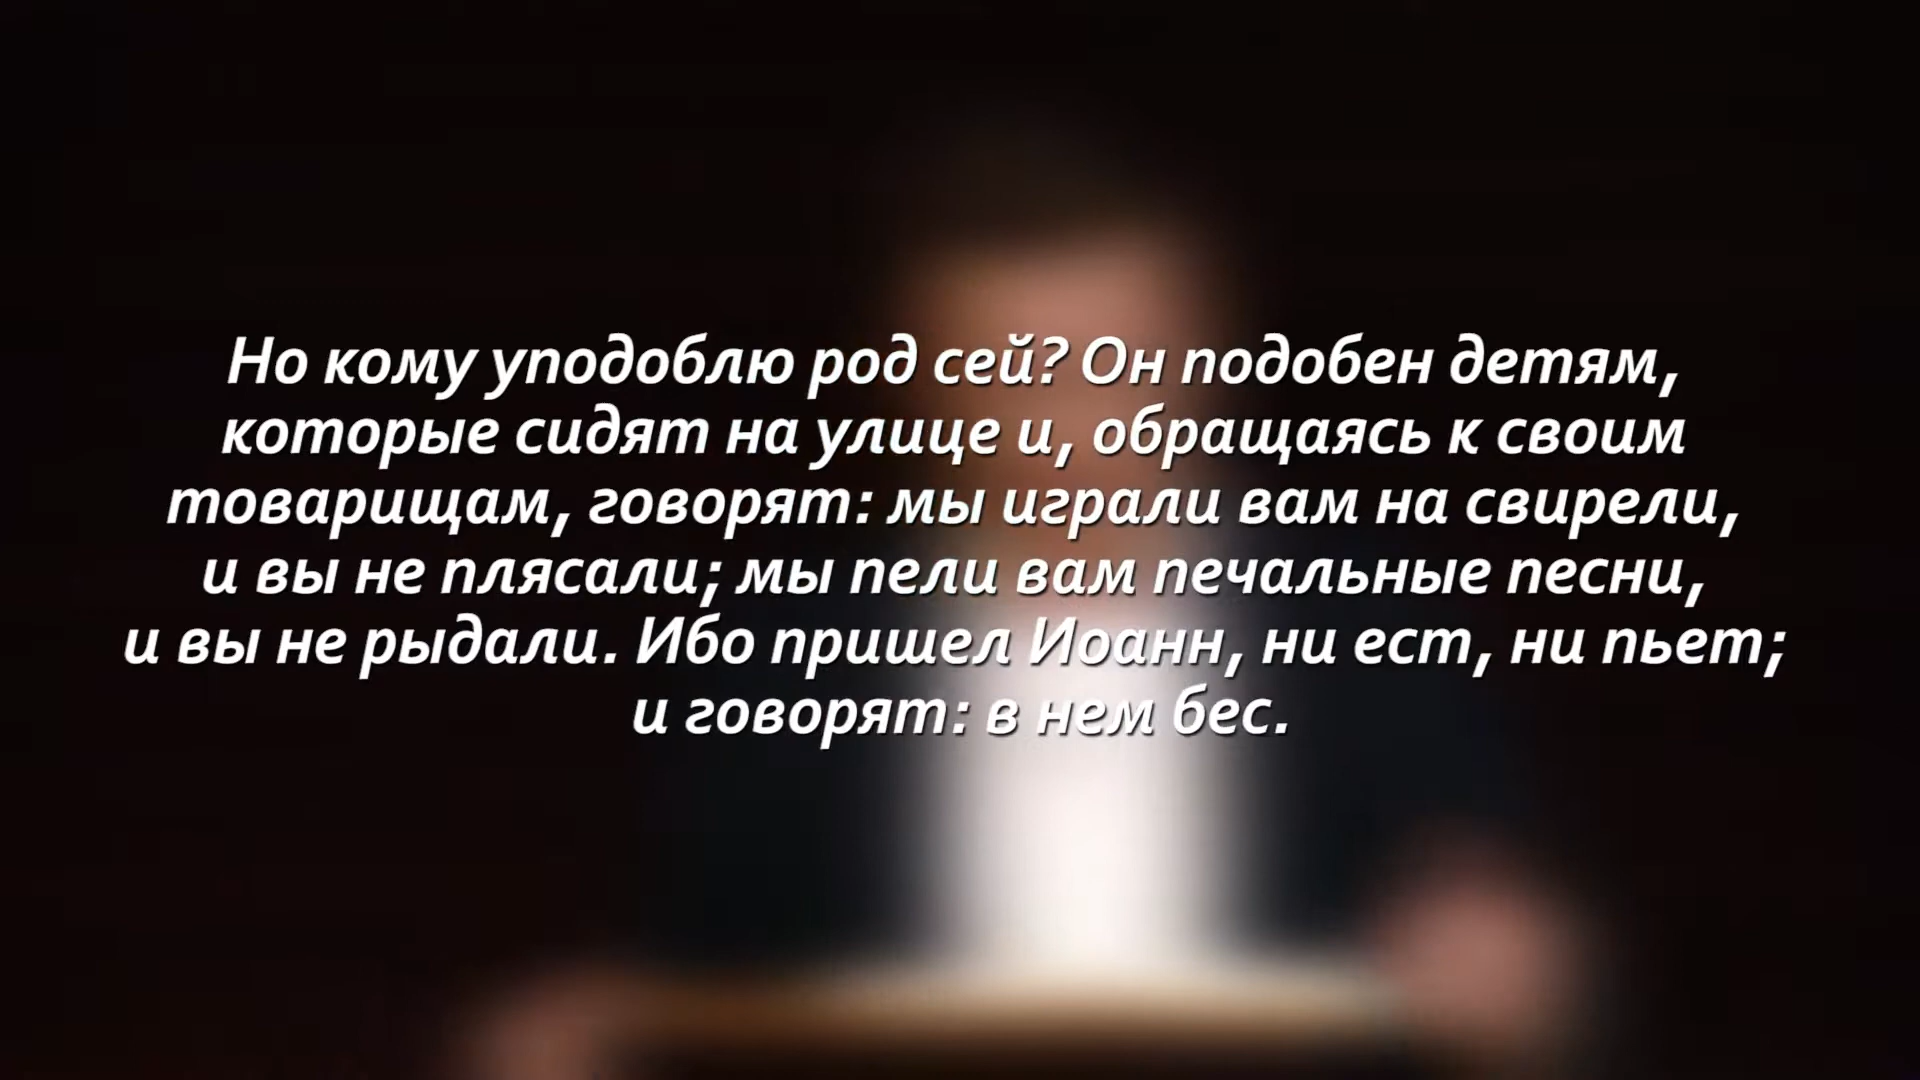 Но кому уподоблю род сей? Он подобен детям,
которые сидят на улице и, обращаясь к своим
товарищам, говорят: мы играли вам на свирели,
и вы не плясали; мы пели вам печальные песни,
и вы не рыдали. Ибо пришел Иоанн, ни ест, ни пьет;
и говорят: в нем бес.